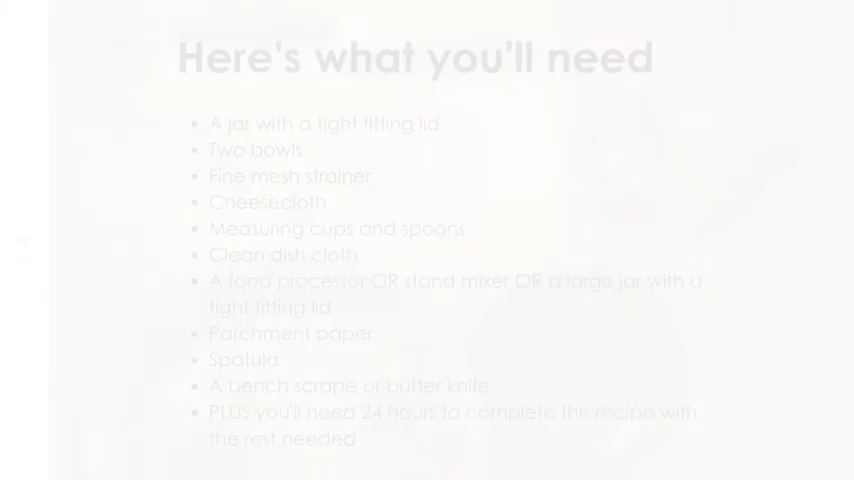 Here's what you'll need
• A jar with a tight fitting lid
• Two bowls
• Fine mesh strainer
• Cheesecloth
• Measuring cups and spoons
• Clean dish cloth
• A food processor OR stand mixer OR a large jar with a
tight fitting lid
• Parchment paper
• Spatula
• A bench scrape or butter knife
• PLUS you'll need 24 hours to complete this recipe with
the rest needed